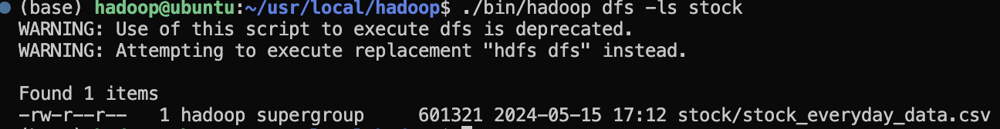 (base) hadoop@ubuntu:~/usr/local/hadoop$ ./bin/hadoop dfs -ls stock
WARNING: Use of this script to execute dfs is deprecated.
WARNING: Attempting to execute replacement "hdfs dfs" instead.
Found 1 items
-rw-r--r--   1 hadoop supergroup     601321 2024-05-15 17:12 stock/stock_everyday_data.csv